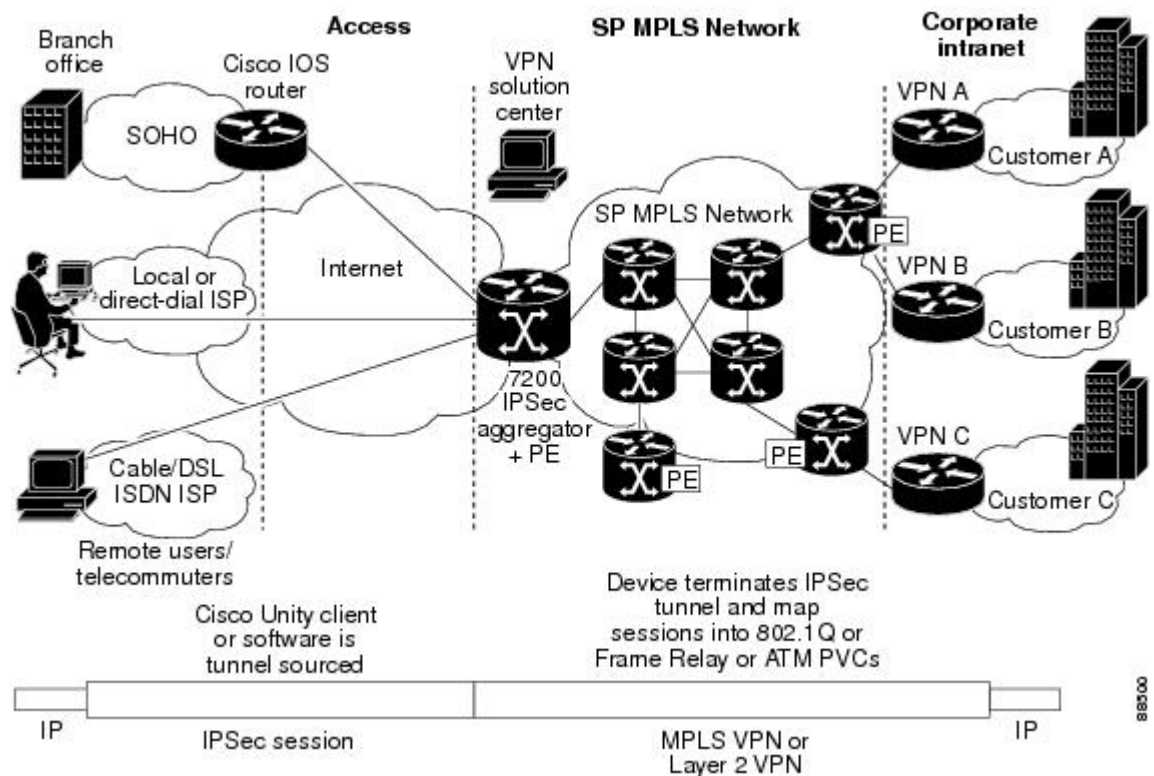 Access
SP MPLS Network
Corporate
intranet
Branch
office
Cisco IOS
router
VPN
solution
center
SOHO
VPN A
Customer A
SP MPLS Network
PE
Internet
Local or
direct-dial ISP
VPN B
Customer B
7200
IPSec
aggregator
+ PE
PE
PE
VPN C
Customer C
Cable/DSL
ISDN ISP
Remote users/
telecommuters
Cisco Unity client
or software is
tunnel sourced
Device terminates IPSec
tunnel and map
sessions into 802.1Q or
Frame Relay or ATM PVCs
IP
IPSec session
MPLS VPN or
Layer 2 VPN
IP
88500